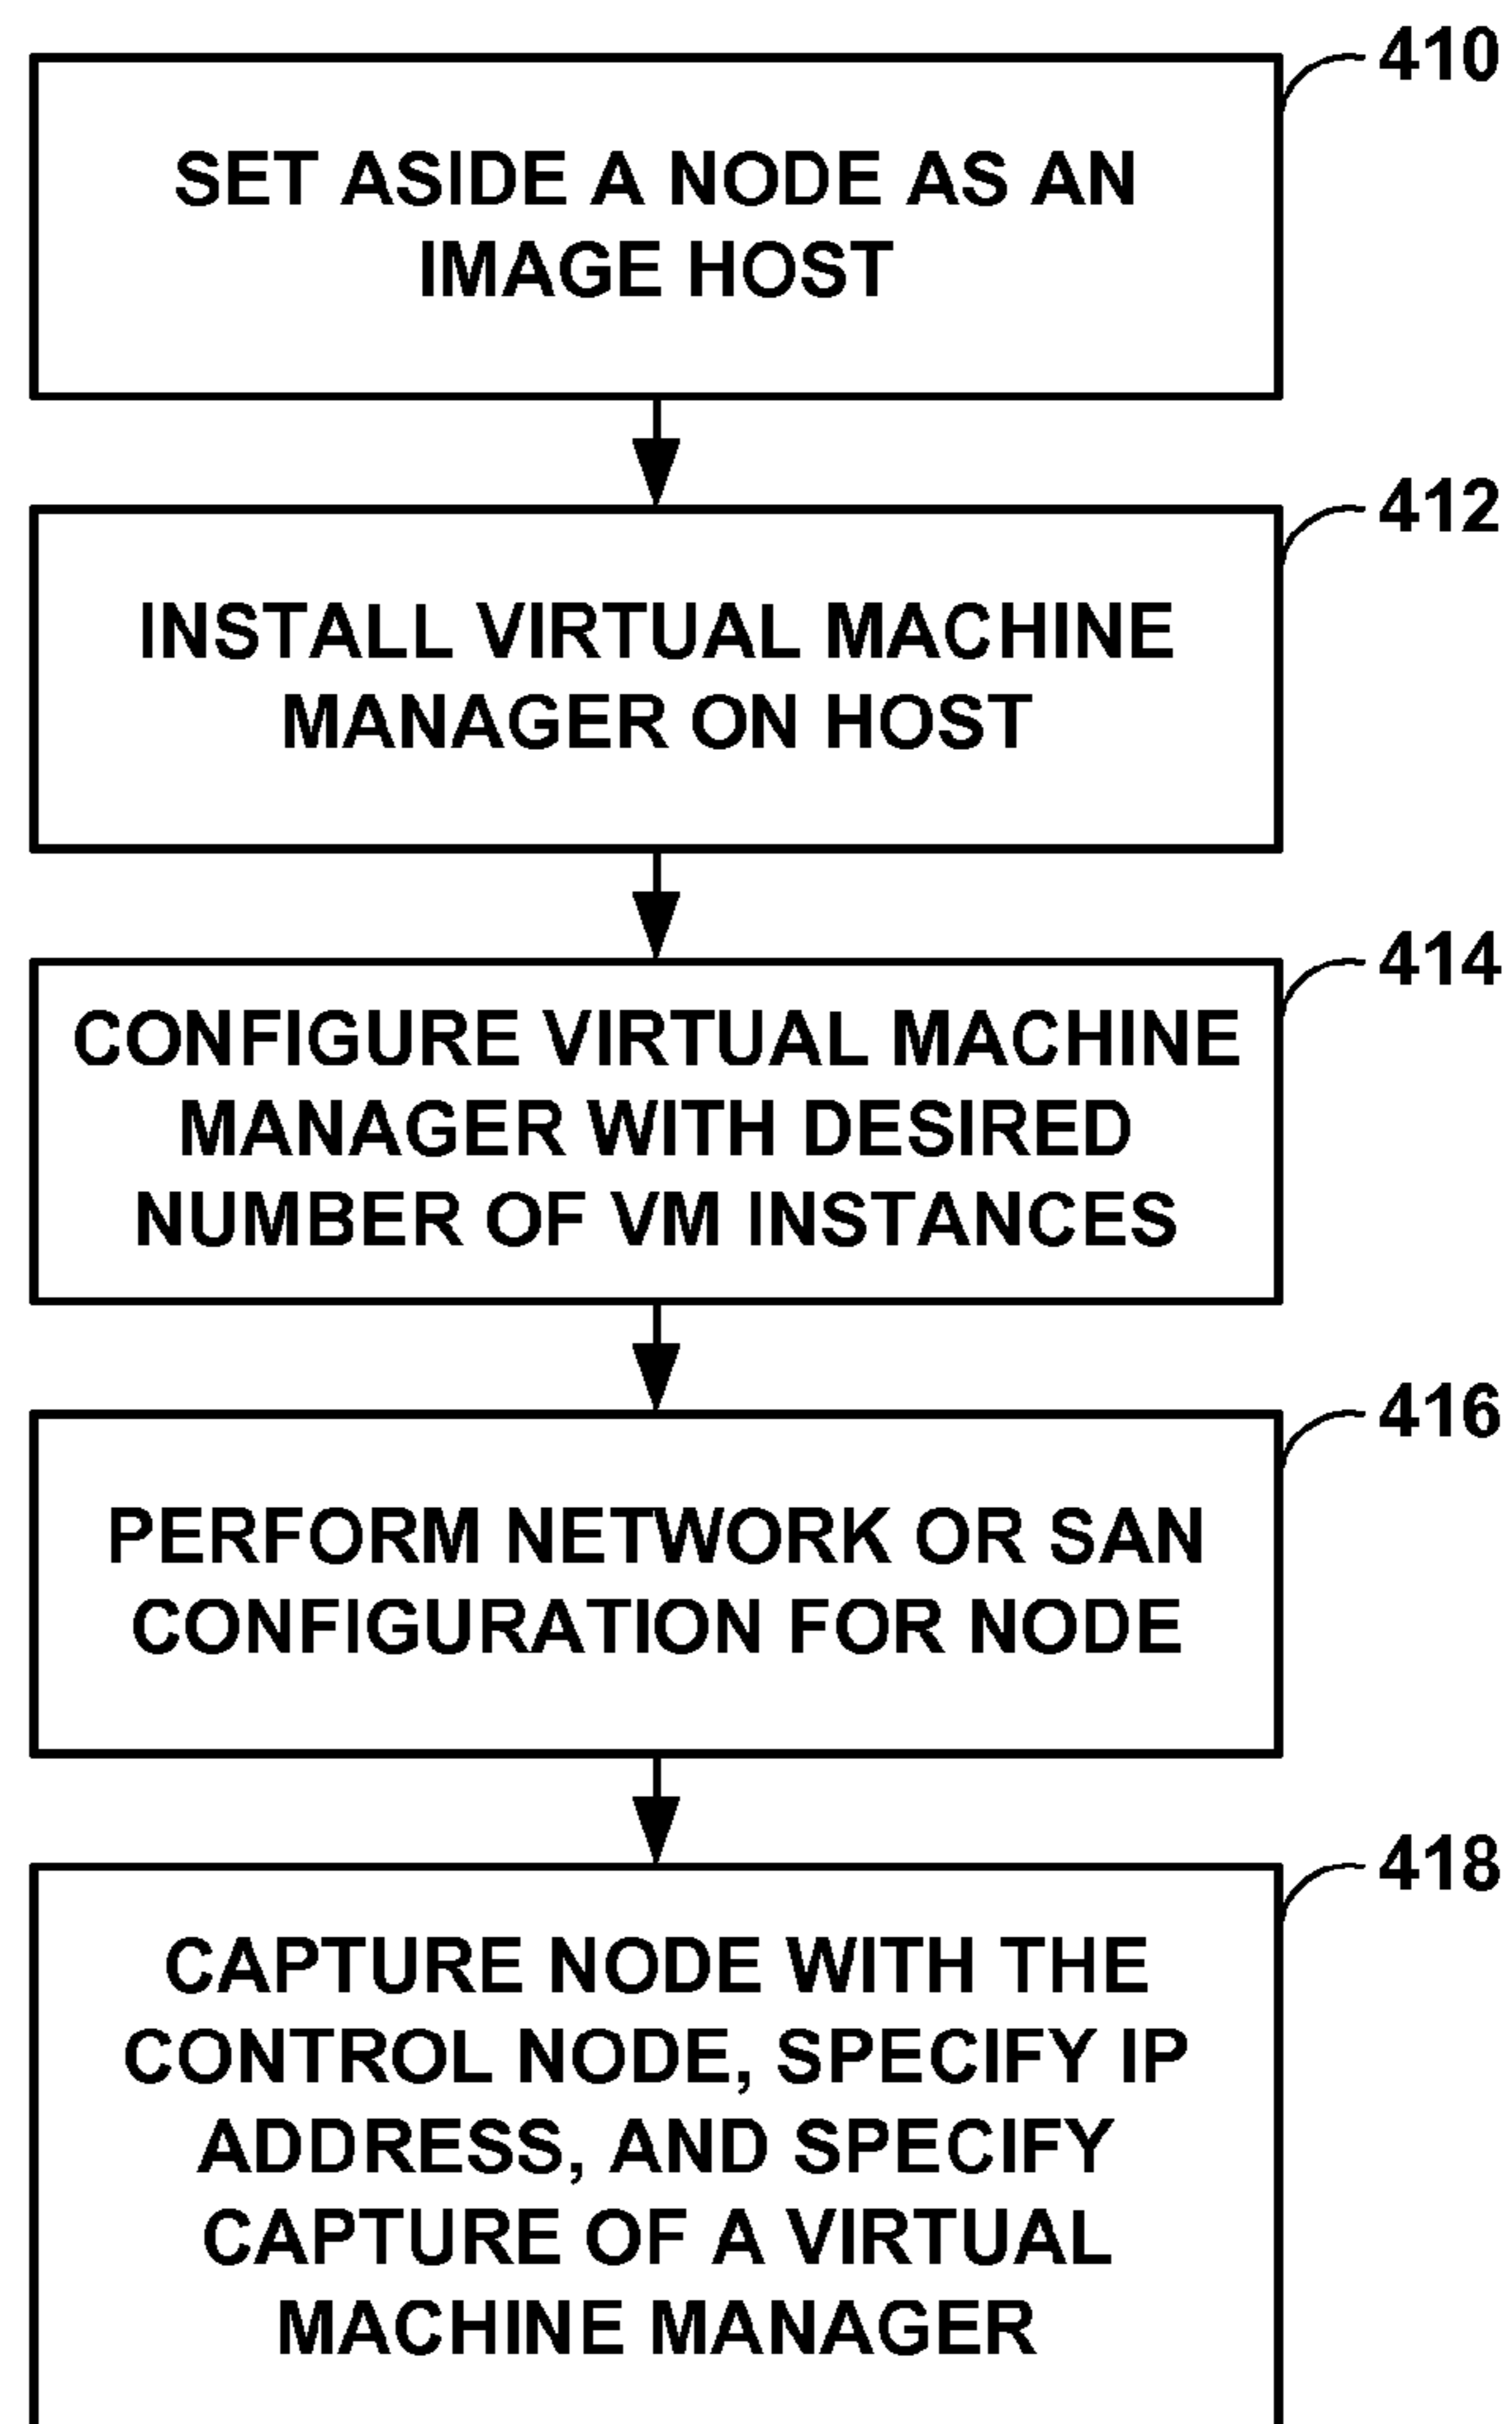 410
SET ASIDE A NODE AS AN
IMAGE HOST
412
INSTALL VIRTUAL MACHINE
MANAGER ON HOST
414
CONFIGURE VIRTUAL MACHINE
MANAGER WITH DESIRED
NUMBER OF VM INSTANCES
416
PERFORM NETWORK OR SAN
CONFIGURATION FOR NODE
418
CAPTURE NODE WITH THE
CONTROL NODE, SPECIFY IP
ADDRESS, AND SPECIFY
CAPTURE OF A VIRTUAL
MACHINE MANAGER